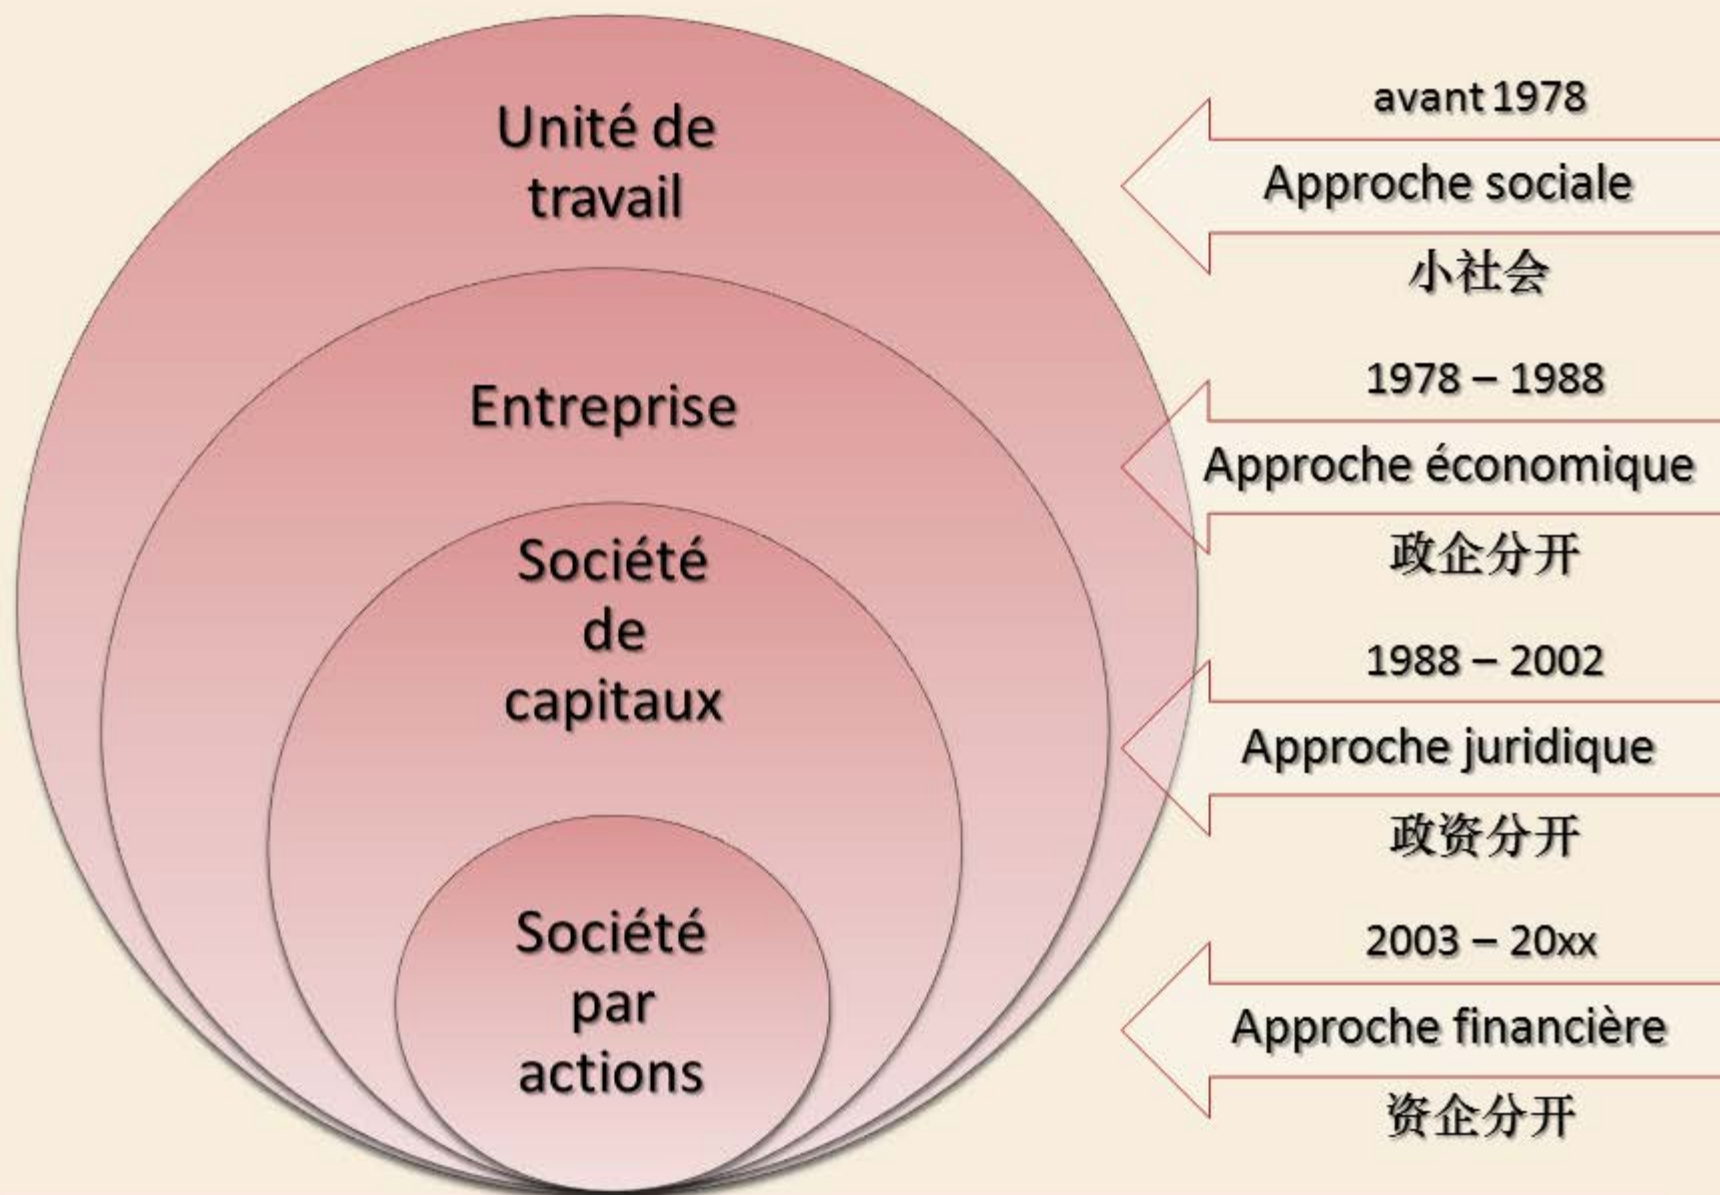 Unité de
travail
Entreprise
Société
de
capitaux
Société
par
actions
avant 1978
Approche sociale
小社会
1978 – 1988
Approche économique
政企分开
1988 – 2002
Approche juridique
政资分开
2003 – 20xx
Approche financière
资企分开